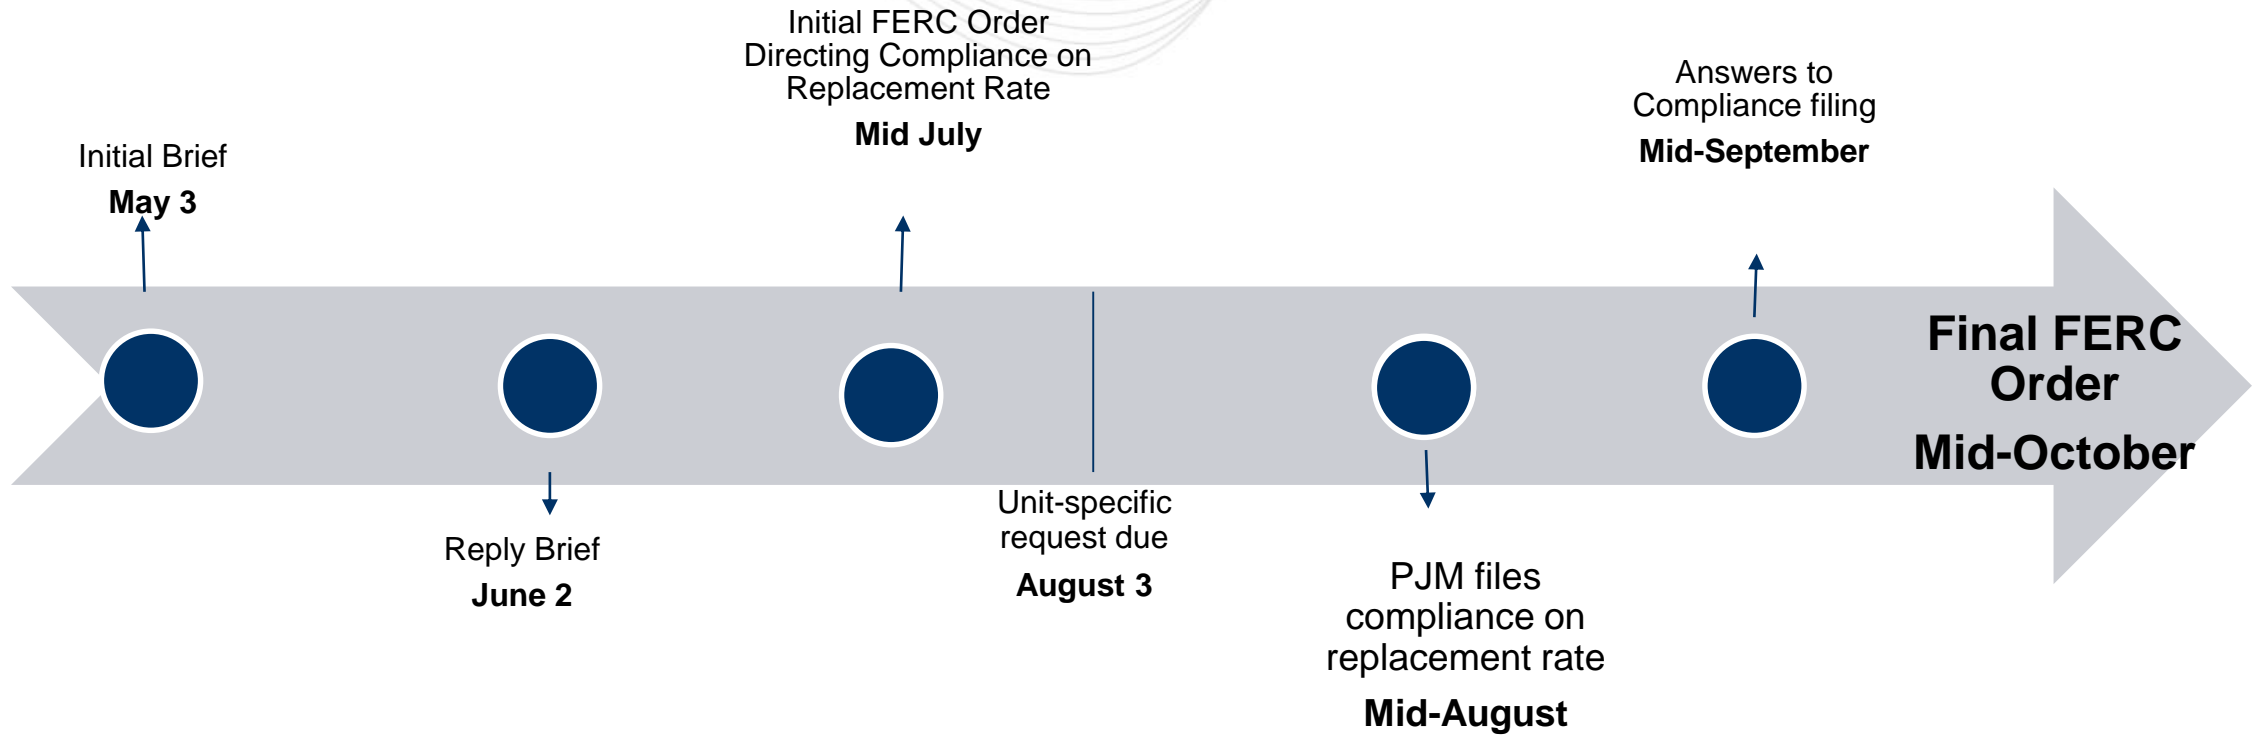 Initial Brief
May 3
Reply Brief
June 2
Initial FERC Order
Directing Compliance on
Replacement Rate
Mid July
Unit-specific
request due
August 3
PJM files
compliance on
replacement rate
Mid-August
Answers to
Compliance filing
Mid-September
Final FERC
Order
Mid-October